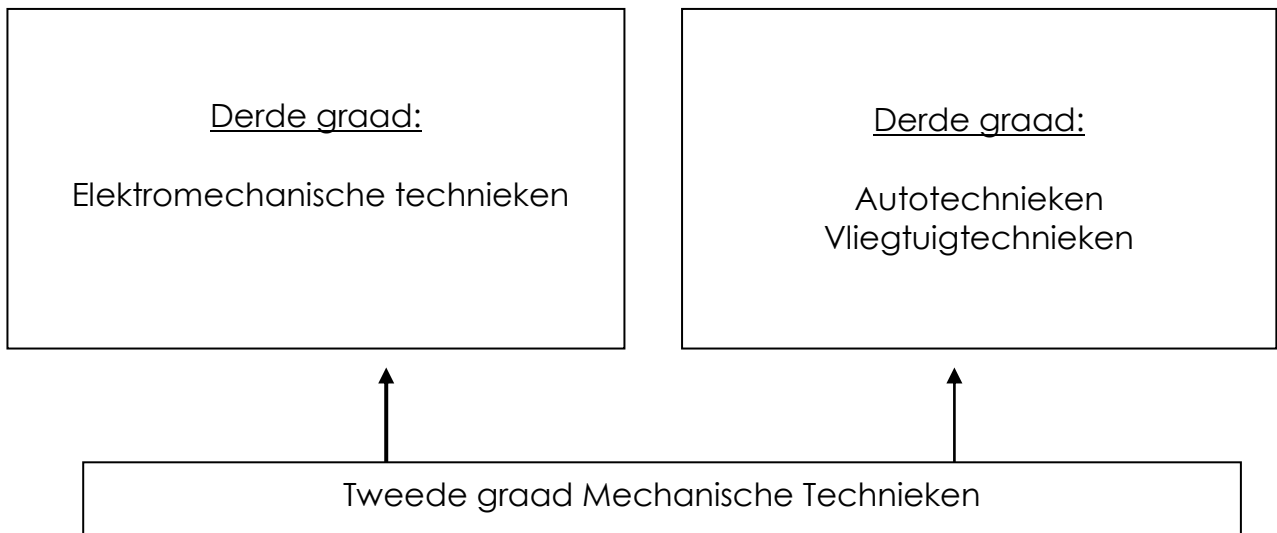 Derde graad:
Elektromechanische technieken
Derde graad:
Autotechnieken
Vliegtuigtechnieken
Tweede graad Mechanische Technieken